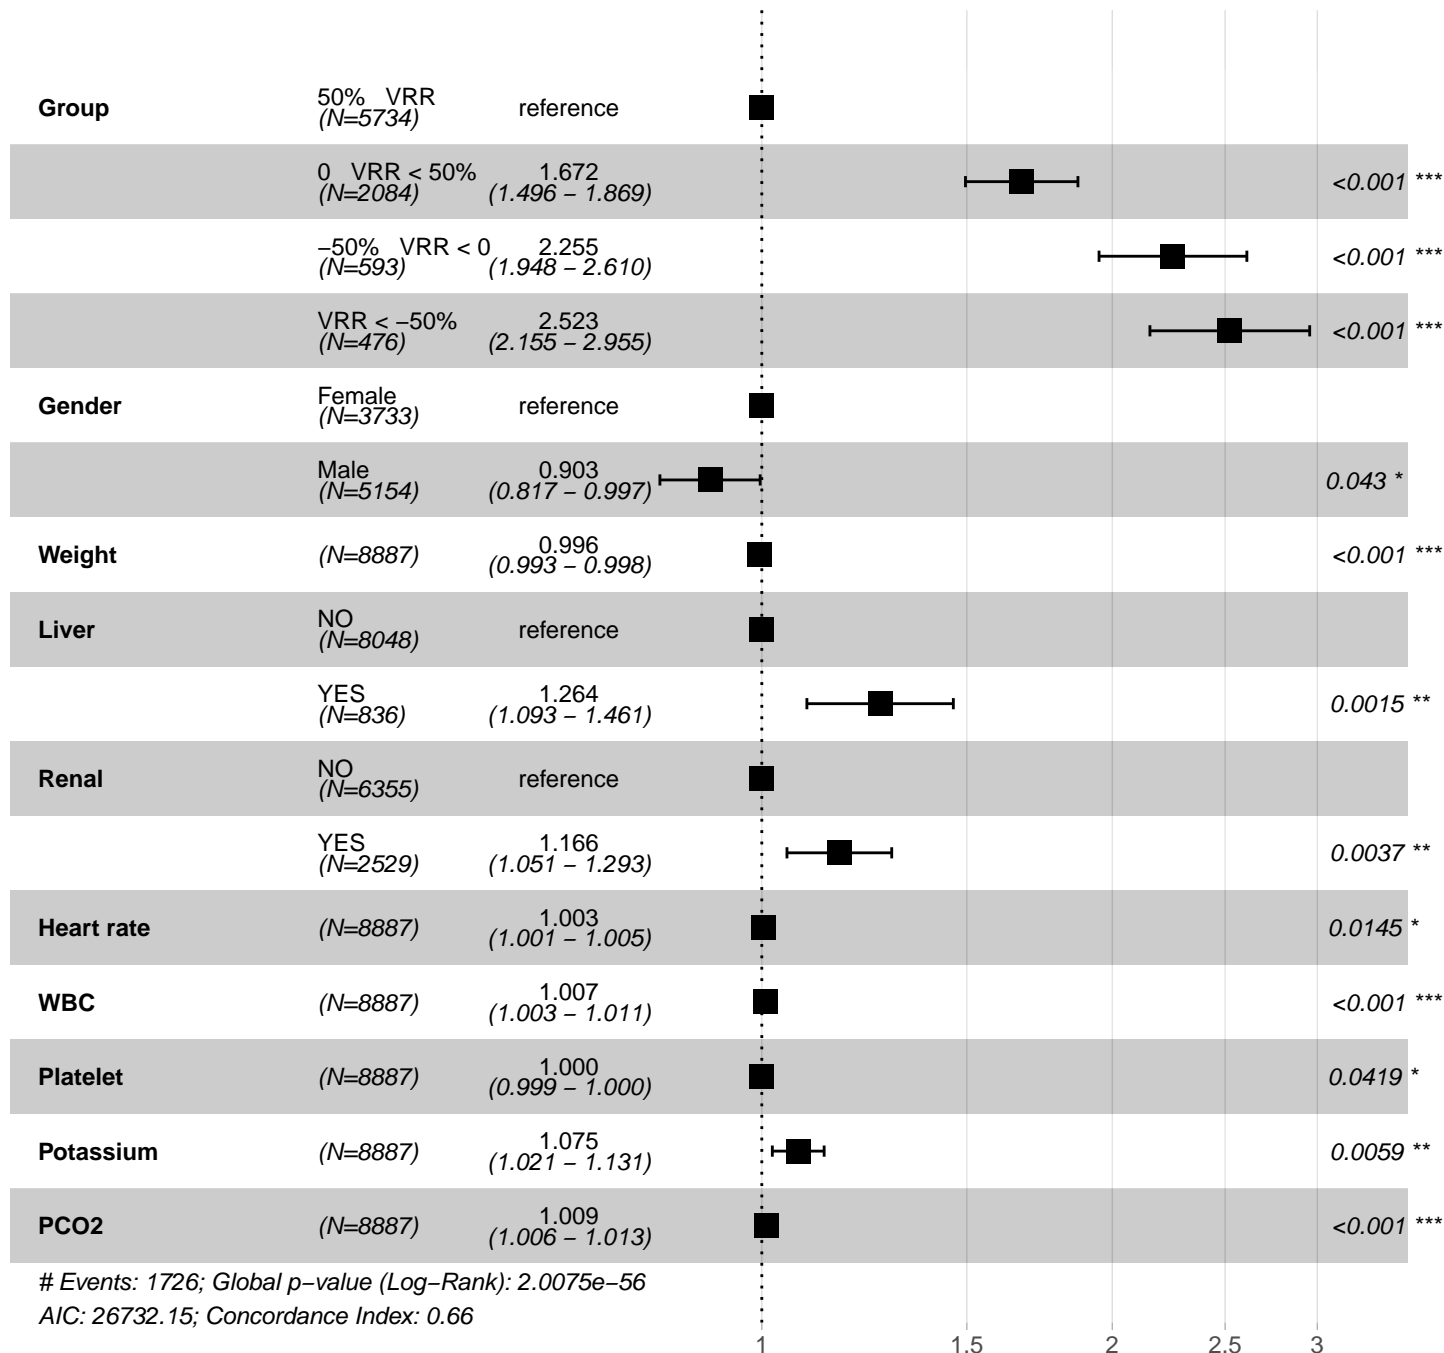 Group
50% VRR
(N=5734)
reference
0 VRR < 50%
(N=2084)
1.672
(1.496 – 1.869)
<0.001 ***
−50% VRR < 0
(N=593)
2.255
(1.948 – 2.610)
<0.001 ***
VRR < −50%
(N=476)
2.523
(2.155 – 2.955)
<0.001 ***
Gender
Female
(N=3733)
reference
Male
(N=5154)
0.903
(0.817 – 0.997)
0.043 *
Weight
(N=8887)
0.996
(0.993 – 0.998)
<0.001 ***
Liver
NO
(N=8048)
reference
YES
(N=836)
1.264
(1.093 – 1.461)
0.0015 **
Renal
NO
(N=6355)
reference
YES
(N=2529)
1.166
(1.051 – 1.293)
0.0037 **
Heart rate
(N=8887)
1.003
(1.001 – 1.005)
0.0145 *
WBC
(N=8887)
1.007
(1.003 – 1.011)
<0.001 ***
Platelet
(N=8887)
1.000
(0.999 – 1.000)
0.0419 *
Potassium
(N=8887)
1.075
(1.021 – 1.131)
0.0059 **
PCO2
(N=8887)
1.009
(1.006 – 1.013)
<0.001 ***
# Events: 1726; Global p−value (Log−Rank): 2.0075e−56
AIC: 26732.15; Concordance Index: 0.66
1 1.5 2 2.5 3